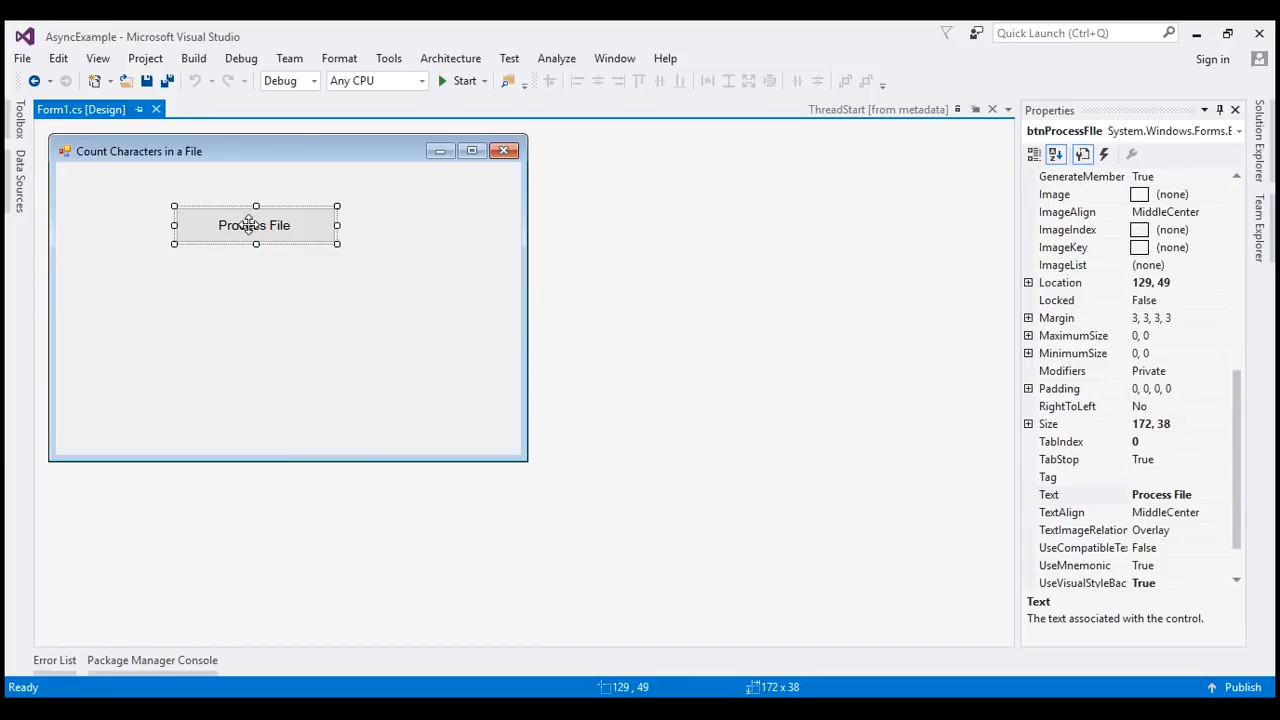 AsyncExample - Microsoft Visual Studio
Quick Launch (Ctrl+Q)
File Edit View Project Build Debug Team Format Tools Architecture Test Analyze Window Help
Sign in
Debug Any CPU Start
Toolbox
Data Sources
Form1.cs [Design]
ThreadStart [from metadata]
Count Characters in a File
Process File
Properties
btnProcessFIle System.Windows.Forms.E
GenerateMember True
Image (none)
ImageAlign MiddleCenter
ImageIndex (none)
ImageKey (none)
ImageList (none)
Location 129, 49
Locked False
Margin 3, 3, 3, 3
MaximumSize 0, 0
MinimumSize 0, 0
Modifiers Private
Padding 0, 0, 0, 0
RightToLeft No
Size 172, 38
TabIndex 0
TabStop True
Tag
Text Process File
TextAlign MiddleCenter
TextImageRelation Overlay
UseCompatibleTex False
UseMnemonic True
UseVisualStyleBac True
Text
The text associated with the control.
Solution Explorer
Team Explorer
Error List Package Manager Console
Ready 129 , 49 172 x 38 Publish